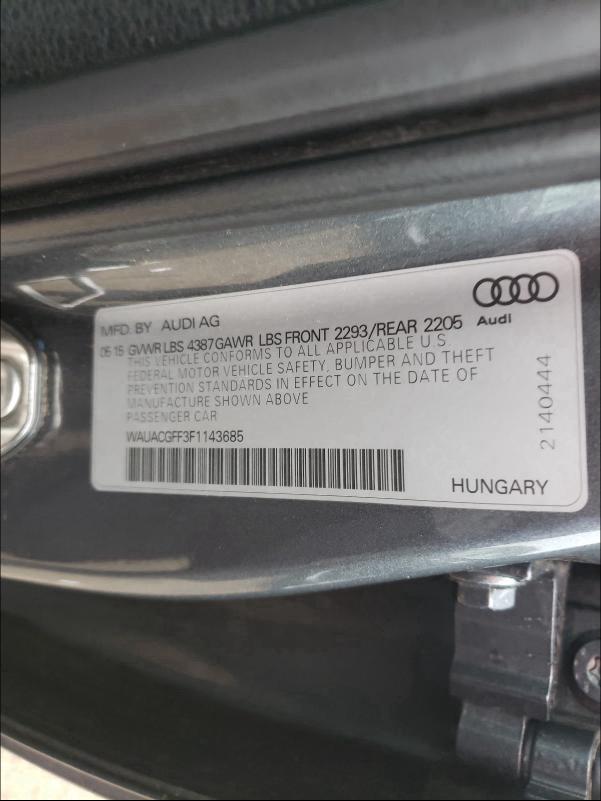 MFD. BY AUDI AG
05 15 GVWR LBS 4387 GAWR LBS FRONT 2293/REAR 2205
THIS VEHICLE CONFORMS TO ALL APPLICABLE U.S.
FEDERAL MOTOR VEHICLE SAFETY, BUMPER AND THEFT
PREVENTION STANDARDS IN EFFECT ON THE DATE OF
MANUFACTURE SHOWN ABOVE
PASSENGER CAR
WAUACGFF3F1143685
HUNGARY
Audi
2140444